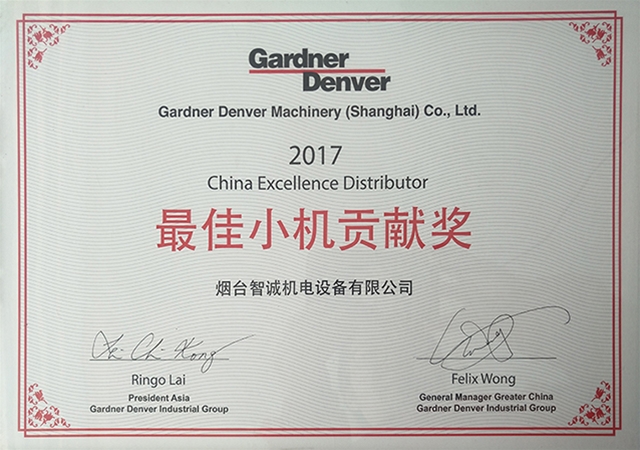 Gardner
Denver
Gardner Denver Machinery (Shanghai) Co., Ltd.
2017
China Excellence Distributor
最佳小机贡献奖
烟台智诚机电设备有限公司
Ringo Lai
President Asia
Gardner Denver Industrial Group
Felix Wong
General Manager Greater China
Gardner Denver Industrial Group